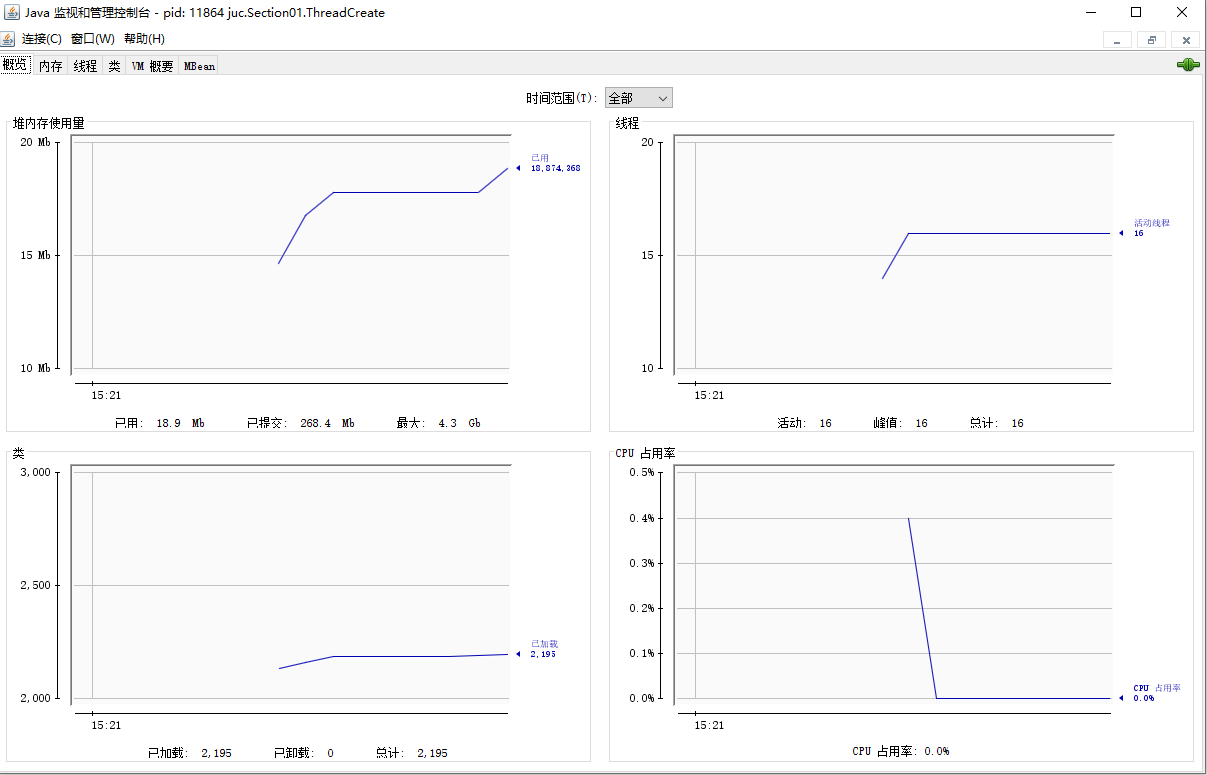 Java 监视和管理控制台 - pid: 11864 juc.Section01.ThreadCreate
连接(C) 窗口(W) 帮助(H)
概览 内存 线程 类 VM 概要 MBean
时间范围(T): 全部
堆内存使用量
20 Mb
15 Mb
10 Mb
已用
18,874,368
15:21
已用: 18.9 Mb 已提交: 268.4 Mb 最大: 4.3 Gb
线程
20
15
10
活动线程
16
15:21
活动: 16 峰值: 16 总计: 16
类
3,000
2,500
2,000
已加载
2,195
15:21
已加载: 2,195 已卸载: 0 总计: 2,195
CPU 占用率
0.5%
0.4%
0.3%
0.2%
0.1%
0.0%
CPU 占用率
0.0%
15:21
CPU 占用率: 0.0%